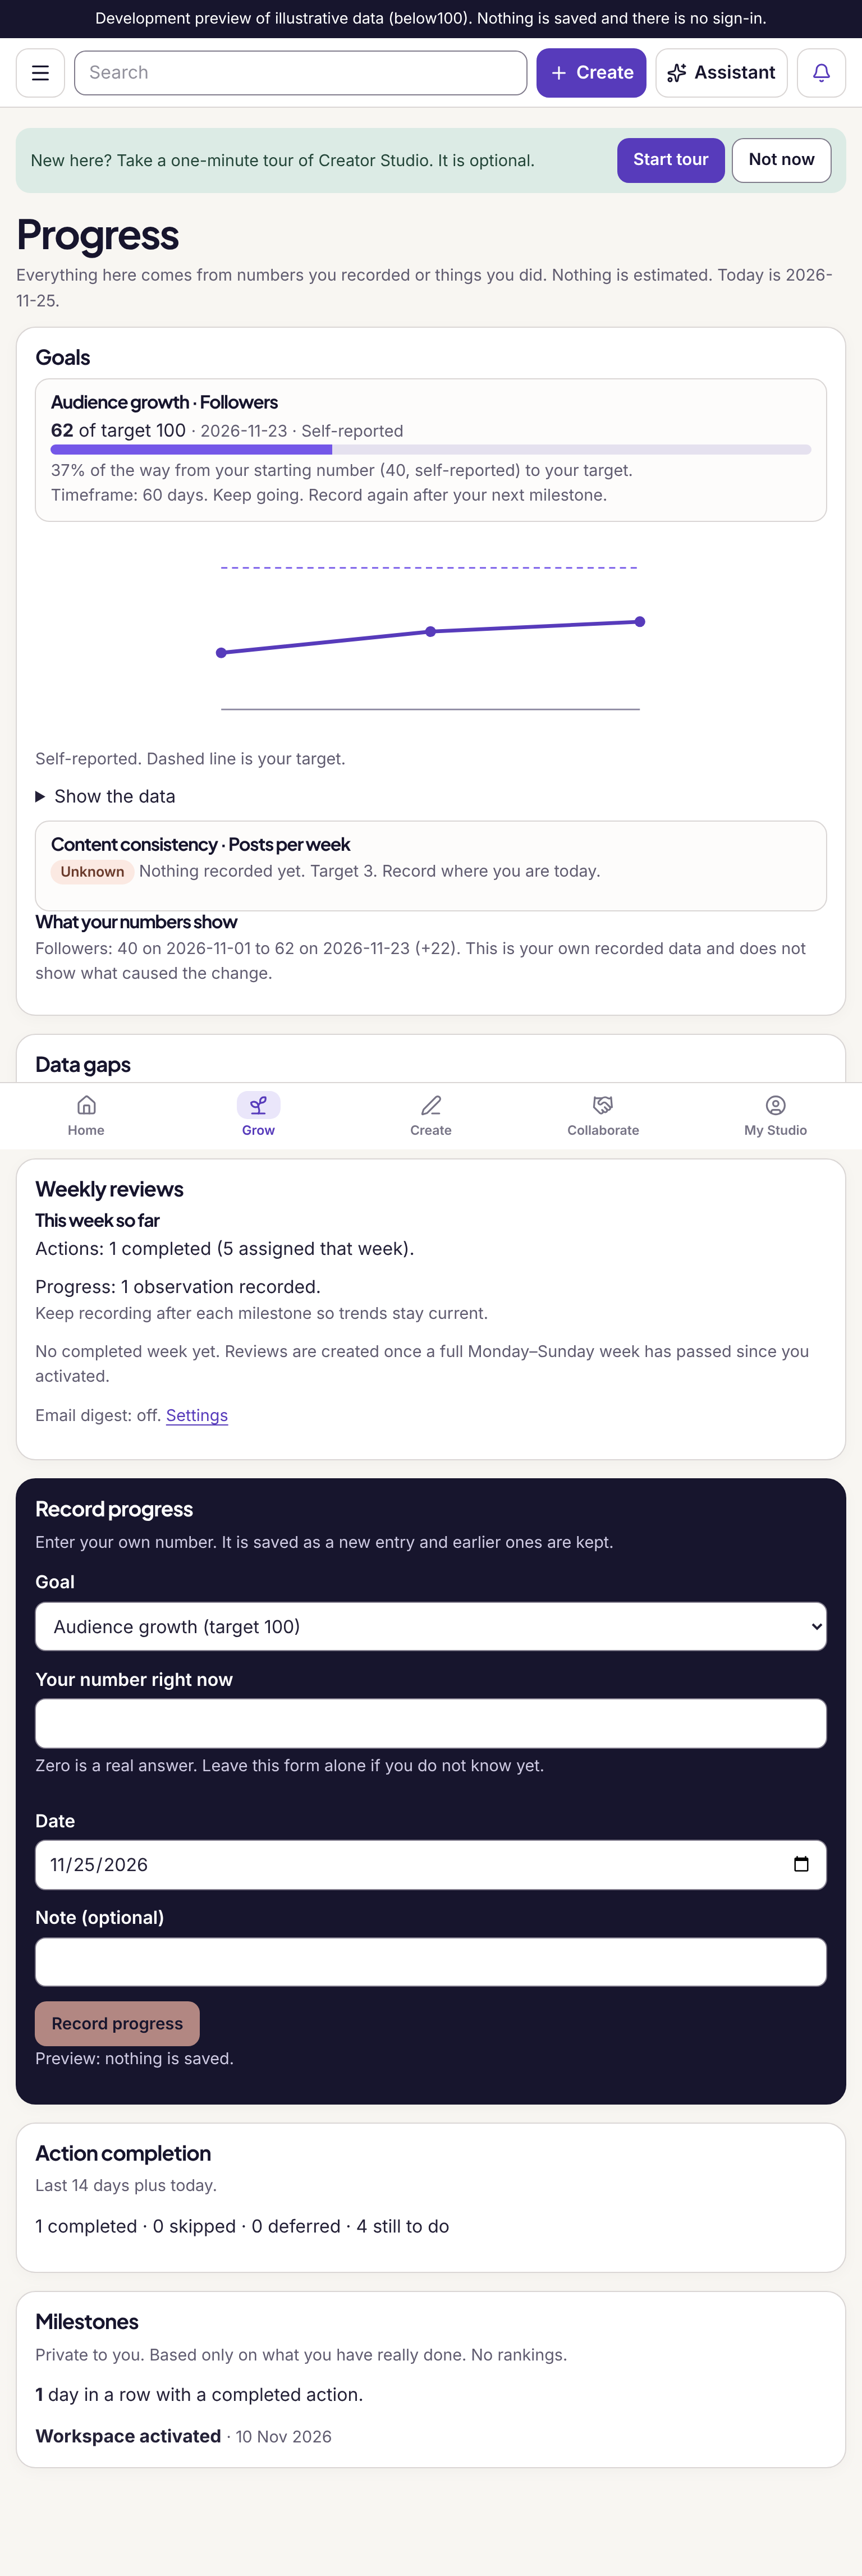 Development preview of illustrative data (below100). Nothing is saved and there is no sign-in.
Search
Create
Assistant
New here? Take a one-minute tour of Creator Studio. It is optional.
Start tour
Not now
Progress
Everything here comes from numbers you recorded or things you did. Nothing is estimated. Today is 2026-
11-25.
Goals
Audience growth · Followers
62 of target 100 · 2026-11-23 · Self-reported
37% of the way from your starting number (40, self-reported) to your target.
Timeframe: 60 days. Keep going. Record again after your next milestone.
Self-reported. Dashed line is your target.
Show the data
Content consistency · Posts per week
Unknown Nothing recorded yet. Target 3. Record where you are today.
What your numbers show
Followers: 40 on 2026-11-01 to 62 on 2026-11-23 (+22). This is your own recorded data and does not
show what caused the change.
Data gaps
Home
Grow
Create
Collaborate
My Studio
Weekly reviews
This week so far
Actions: 1 completed (5 assigned that week).
Progress: 1 observation recorded.
Keep recording after each milestone so trends stay current.
No completed week yet. Reviews are created once a full Monday–Sunday week has passed since you
activated.
Email digest: off. Settings
Record progress
Enter your own number. It is saved as a new entry and earlier ones are kept.
Goal
Audience growth (target 100)
Your number right now
Zero is a real answer. Leave this form alone if you do not know yet.
Date
11/25/2026
Note (optional)
Record progress
Preview: nothing is saved.
Action completion
Last 14 days plus today.
1 completed · 0 skipped · 0 deferred · 4 still to do
Milestones
Private to you. Based only on what you have really done. No rankings.
1 day in a row with a completed action.
Workspace activated · 10 Nov 2026